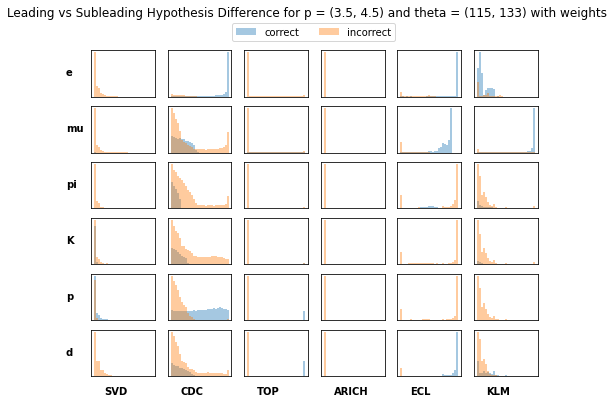 Leading vs Subleading Hypothesis Difference for p = (3.5, 4.5) and theta = (115, 133) with weights
correct incorrect
e
mu
pi
K
p
d
SVD CDC TOP ARICH ECL KLM